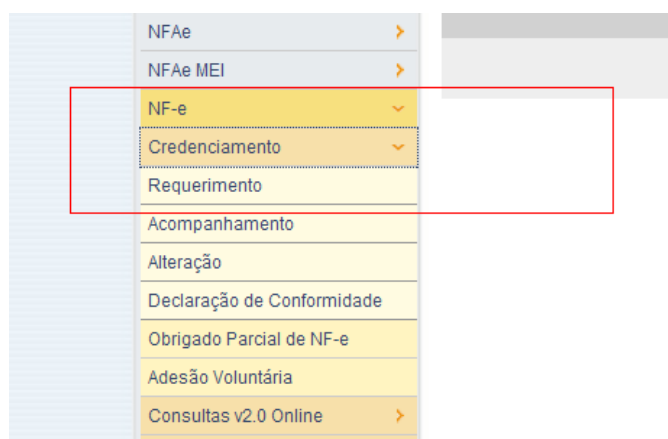 NFAe
NFAe MEI
NF-e
Credenciamento
Requerimento
Acompanhamento
Alteração
Declaração de Conformidade
Obrigado Parcial de NF-e
Adesão Voluntária
Consultas v2.0 Online